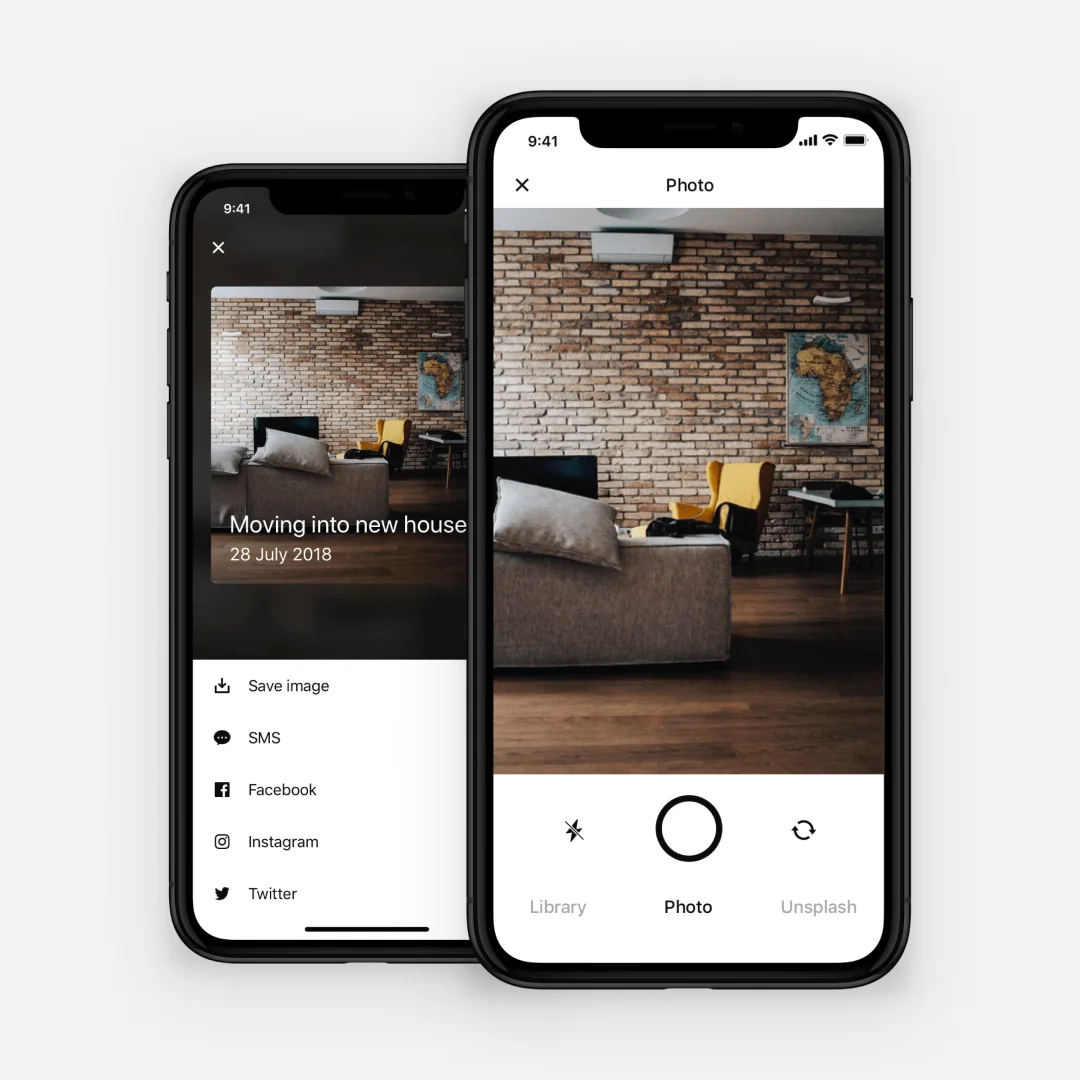 9:41
Moving into new house
28 July 2018
Save image
SMS
Facebook
Instagram
Twitter
9:41
Photo
Library
Photo
Unsplash